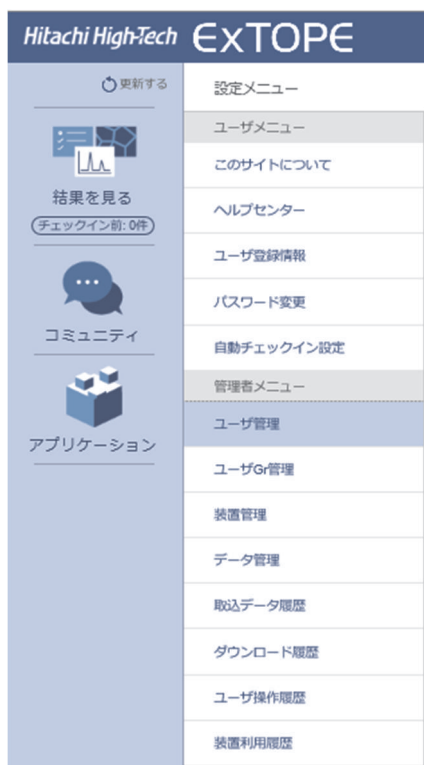 Hitachi High-Tech ExTOPE
更新する
結果を見る
(チェックイン前: 0件)
コミュニティ
アプリケーション
設定メニュー
ユーザメニュー
このサイトについて
ヘルプセンター
ユーザ登録情報
パスワード変更
自動チェックイン設定
管理者メニュー
ユーザ管理
ユーザGr管理
装置管理
データ管理
取込データ履歴
ダウンロード履歴
ユーザ操作履歴
装置利用履歴